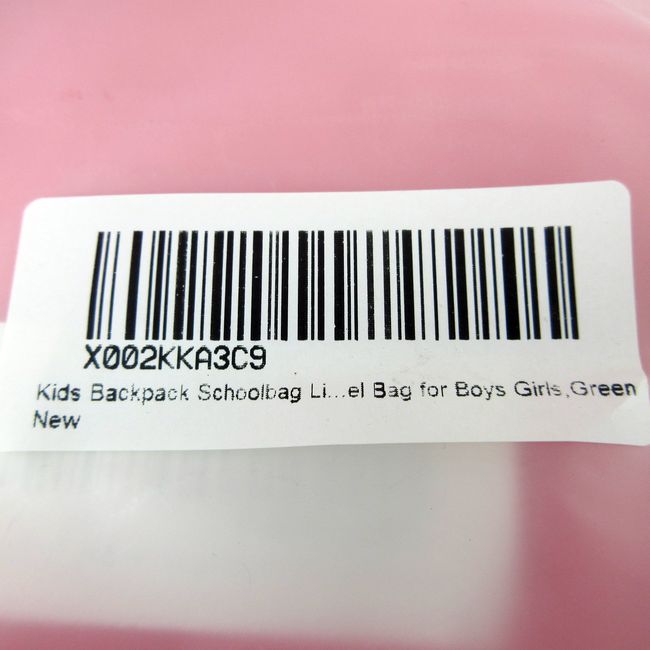 X002KKA3C9
Kids Backpack Schoolbag Li...el Bag for Boys Girls,Green
New